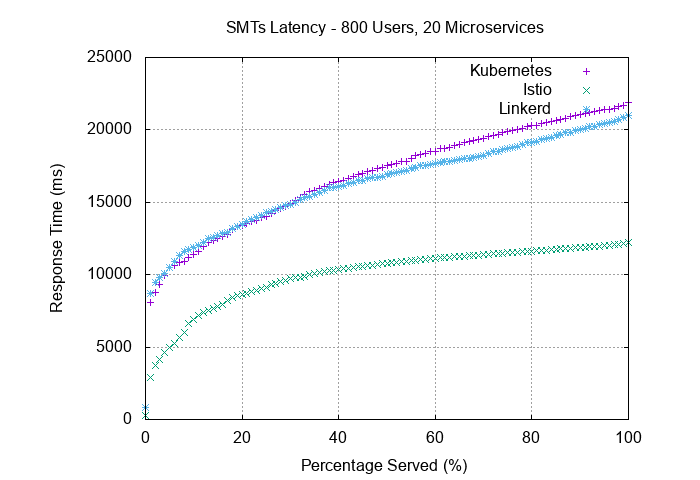 SMTs Latency - 800 Users, 20 Microservices
25000
20000
15000
10000
5000
0
Response Time (ms)
Kubernetes
Istio
Linkerd
0 20 40 60 80 100
Percentage Served (%)